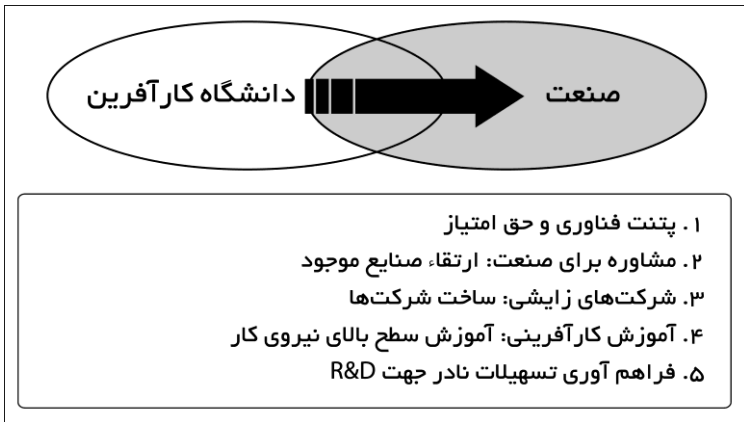 دانشگاه کارآفرین
صنعت
۱. پتنت فناوری و حق امتیاز
۲. مشاوره برای صنعت: ارتقاء صنایع موجود
۳. شرکت‌های زایشی: ساخت شرکت‌ها
۴. آموزش کارآفرینی: آموزش سطح بالای نیروی کار
۵. فراهم آوری تسهیلات نادر جهت R&D